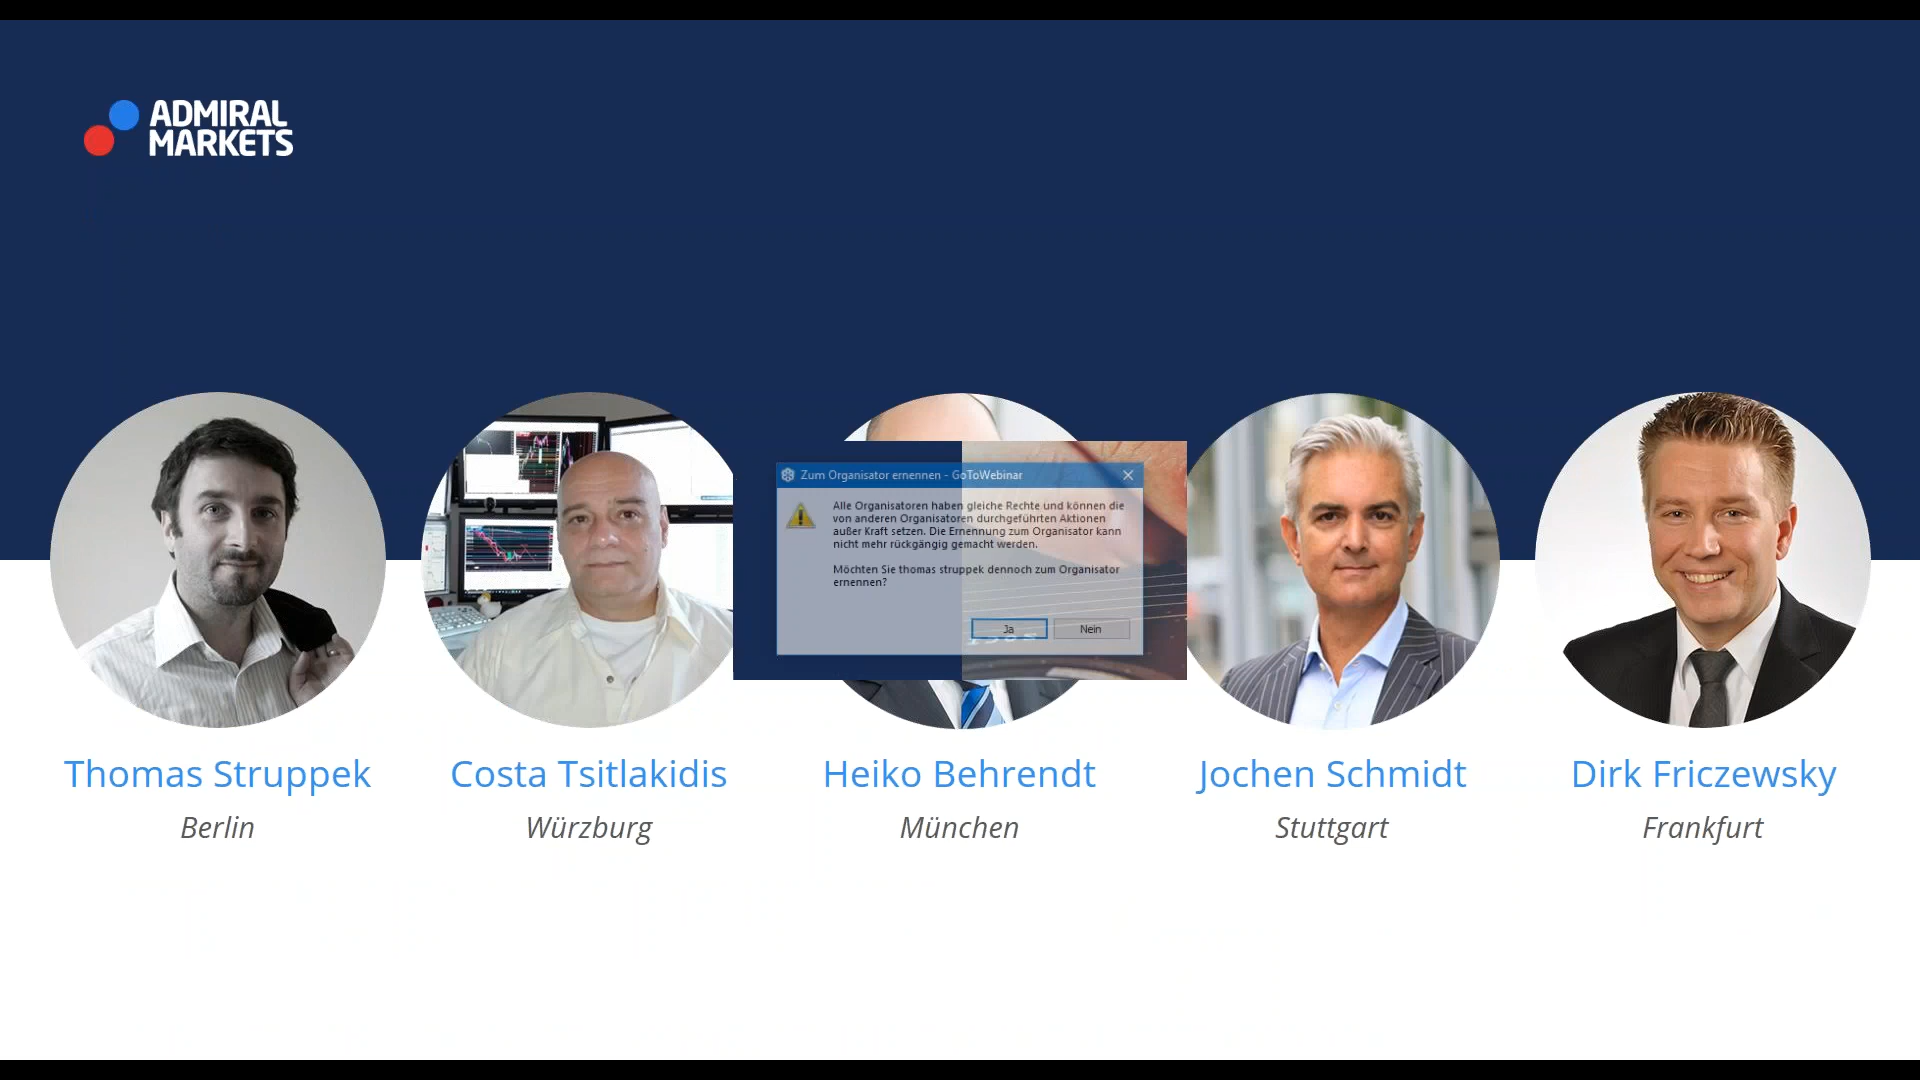 ADMIRAL
MARKETS
Zum Organisator ernennen - GoToWebinar
Alle Organisatoren haben gleiche Rechte und können die
von anderen Organisatoren durchgeführten Aktionen
außer Kraft setzen. Die Ernennung zum Organisator kann
nicht mehr rückgängig gemacht werden.
Möchten Sie thomas struppek dennoch zum Organisator
ernennen?
Ja Nein
Thomas Struppek Costa Tsitlakidis Heiko Behrendt Jochen Schmidt Dirk Friczewsky
Berlin Würzburg München Stuttgart Frankfurt